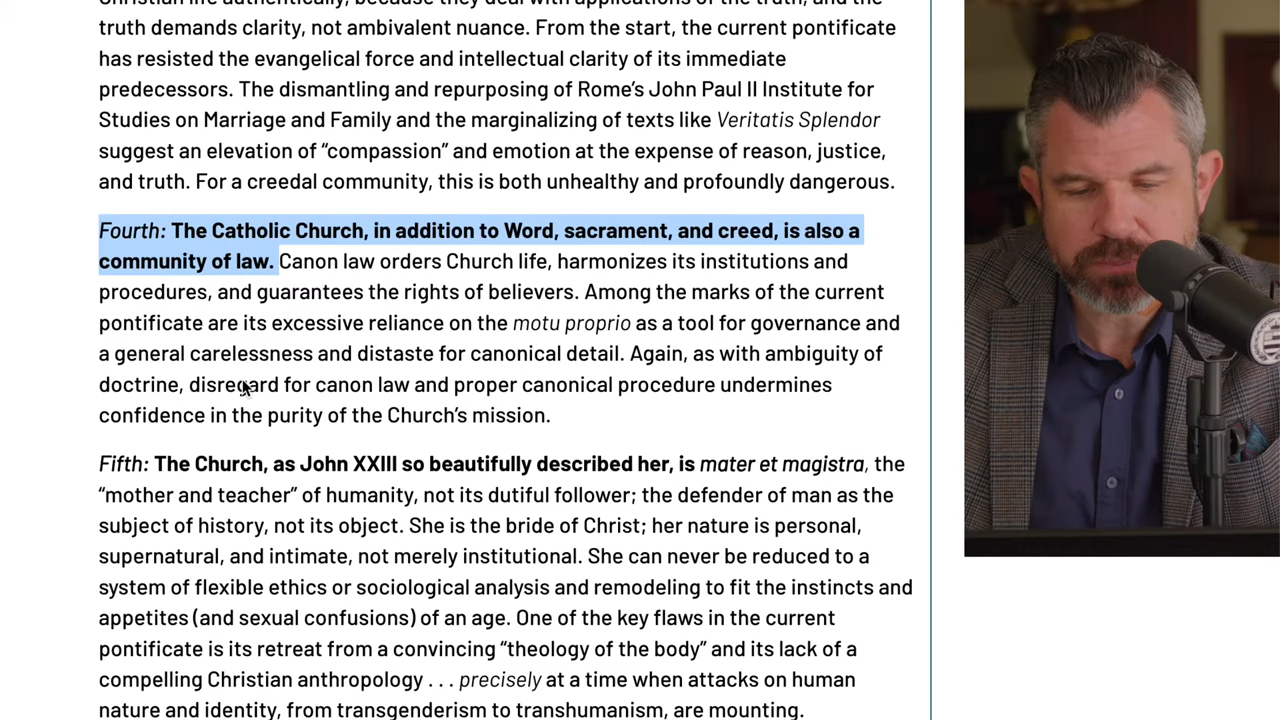 Christian life authentically, because they deal with applications of the truth, and the
truth demands clarity, not ambivalent nuance. From the start, the current pontificate
has resisted the evangelical force and intellectual clarity of its immediate
predecessors. The dismantling and repurposing of Rome’s John Paul II Institute for
Studies on Marriage and Family and the marginalizing of texts like Veritatis Splendor
suggest an elevation of “compassion” and emotion at the expense of reason, justice,
and truth. For a creedal community, this is both unhealthy and profoundly dangerous.
Fourth: The Catholic Church, in addition to Word, sacrament, and creed, is also a
community of law. Canon law orders Church life, harmonizes its institutions and
procedures, and guarantees the rights of believers. Among the marks of the current
pontificate are its excessive reliance on the motu proprio as a tool for governance and
a general carelessness and distaste for canonical detail. Again, as with ambiguity of
doctrine, disregard for canon law and proper canonical procedure undermines
confidence in the purity of the Church’s mission.
Fifth: The Church, as John XXIII so beautifully described her, is mater et magistra, the
“mother and teacher” of humanity, not its dutiful follower; the defender of man as the
subject of history, not its object. She is the bride of Christ; her nature is personal,
supernatural, and intimate, not merely institutional. She can never be reduced to a
system of flexible ethics or sociological analysis and remodeling to fit the instincts and
appetites (and sexual confusions) of an age. One of the key flaws in the current
pontificate is its retreat from a convincing “theology of the body” and its lack of a
compelling Christian anthropology . . . precisely at a time when attacks on human
nature and identity, from transgenderism to transhumanism, are mounting.